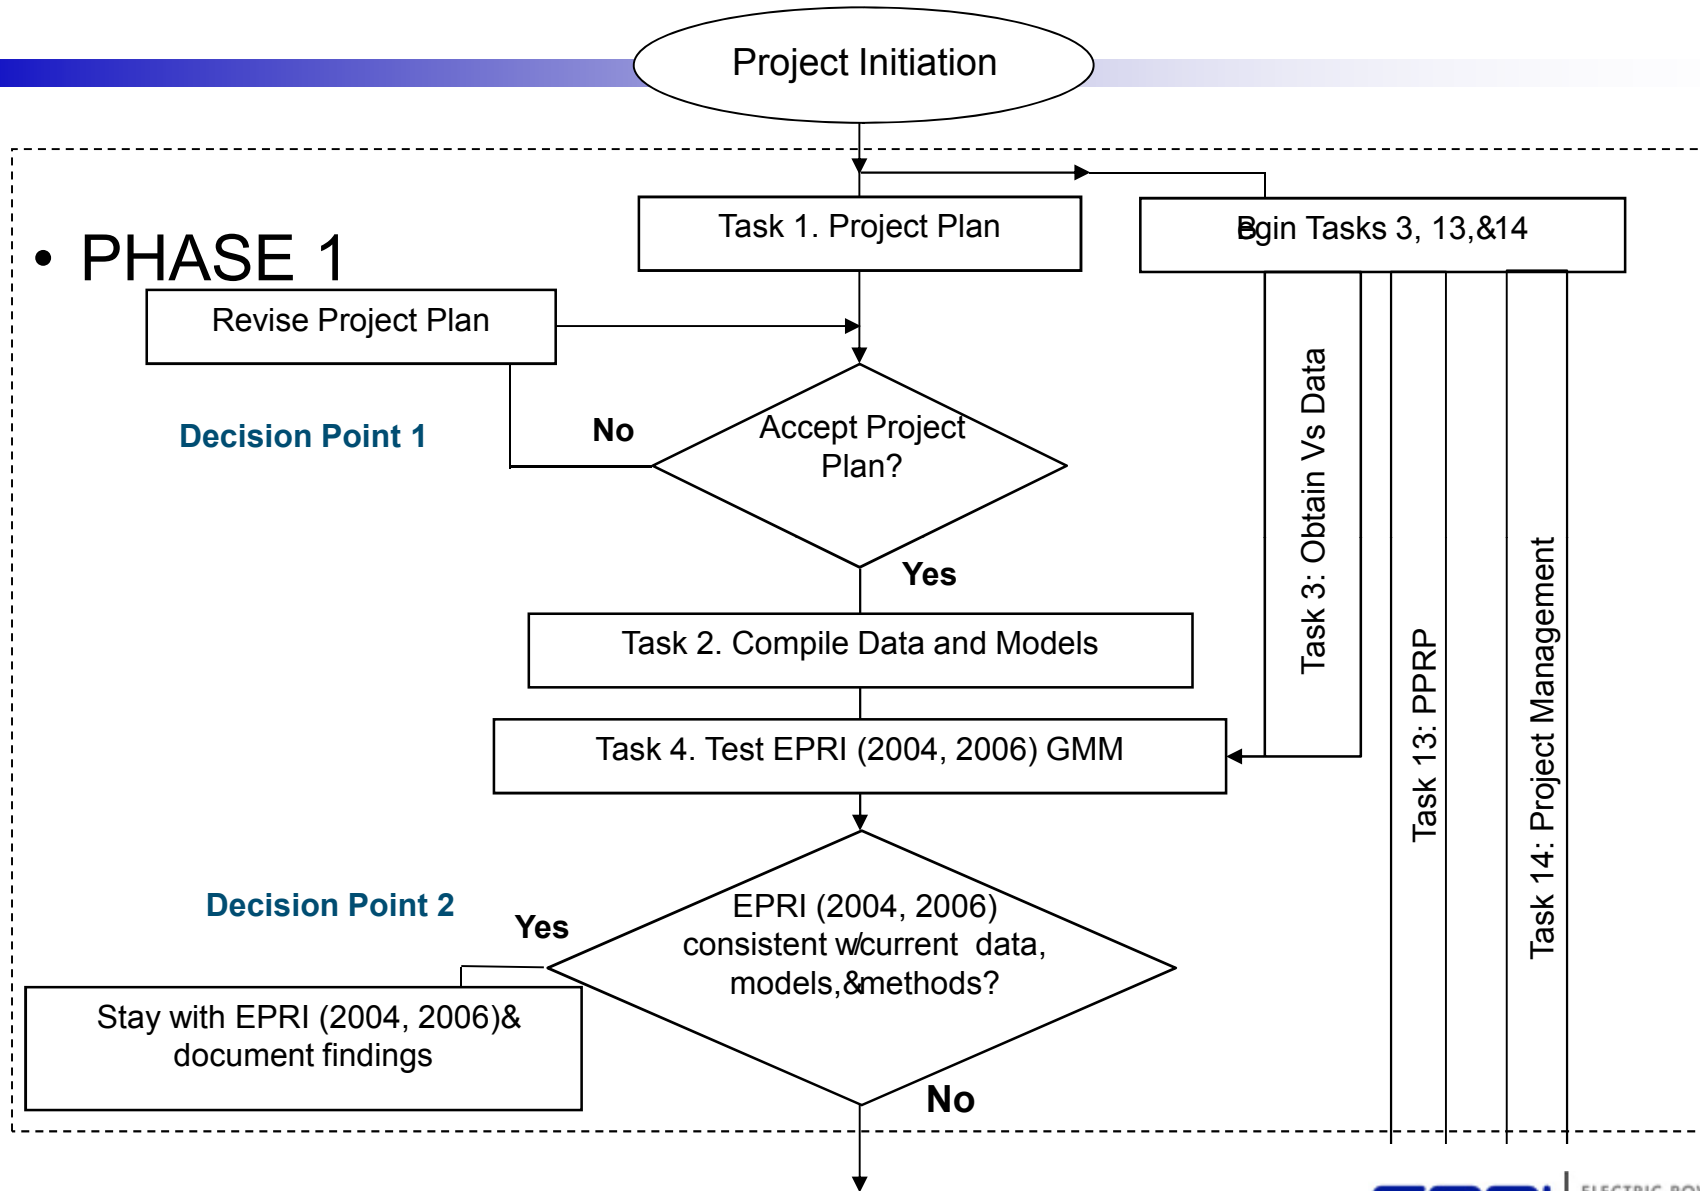 Project Initiation
• PHASE 1
Task 1. Project Plan
Begin Tasks 3, 13,&14
Revise Project Plan
Decision Point 1
No
Accept Project
Plan?
Yes
Task 2. Compile Data and Models
Task 4. Test EPRI (2004, 2006) GMM
Task 3: Obtain Vs Data
Task 13: PPRP
Task 14: Project Management
Decision Point 2
Yes
EPRI (2004, 2006)
consistent w/current data,
models,&methods?
Stay with EPRI (2004, 2006)&
document findings
No